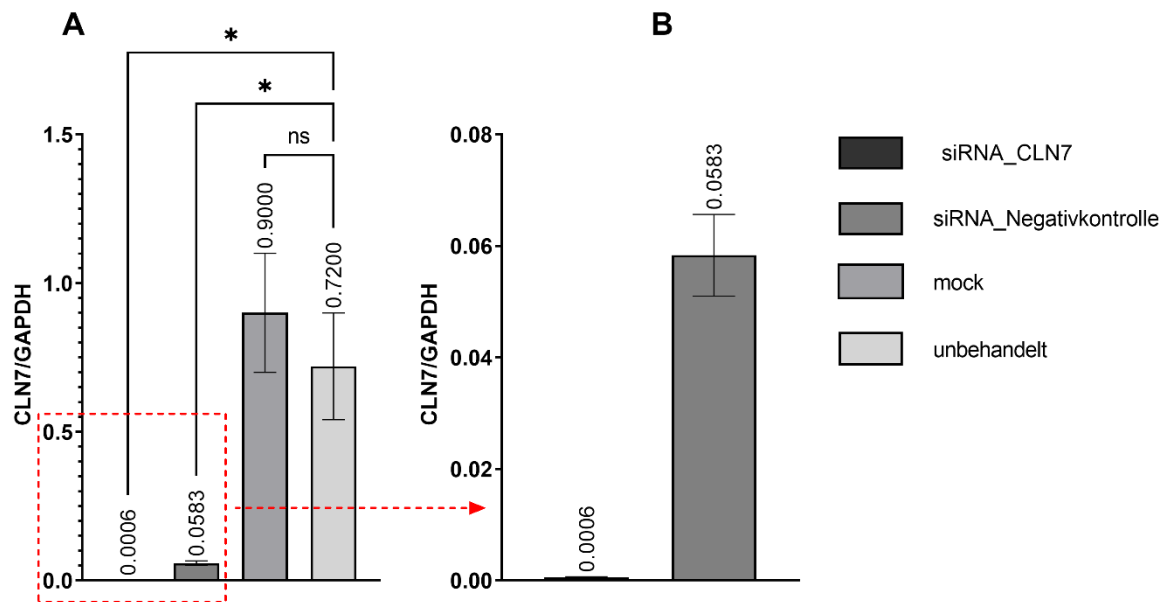 A
B
*
*
ns
CLN7/GAPDH
1.5
1.0
0.5
0.0
0.0006
0.0583
0.9000
0.7200
CLN7/GAPDH
0.08
0.06
0.04
0.02
0.00
0.0006
0.0583
siRNA_CLN7
siRNA_Negativkontrolle
mock
unbehandelt